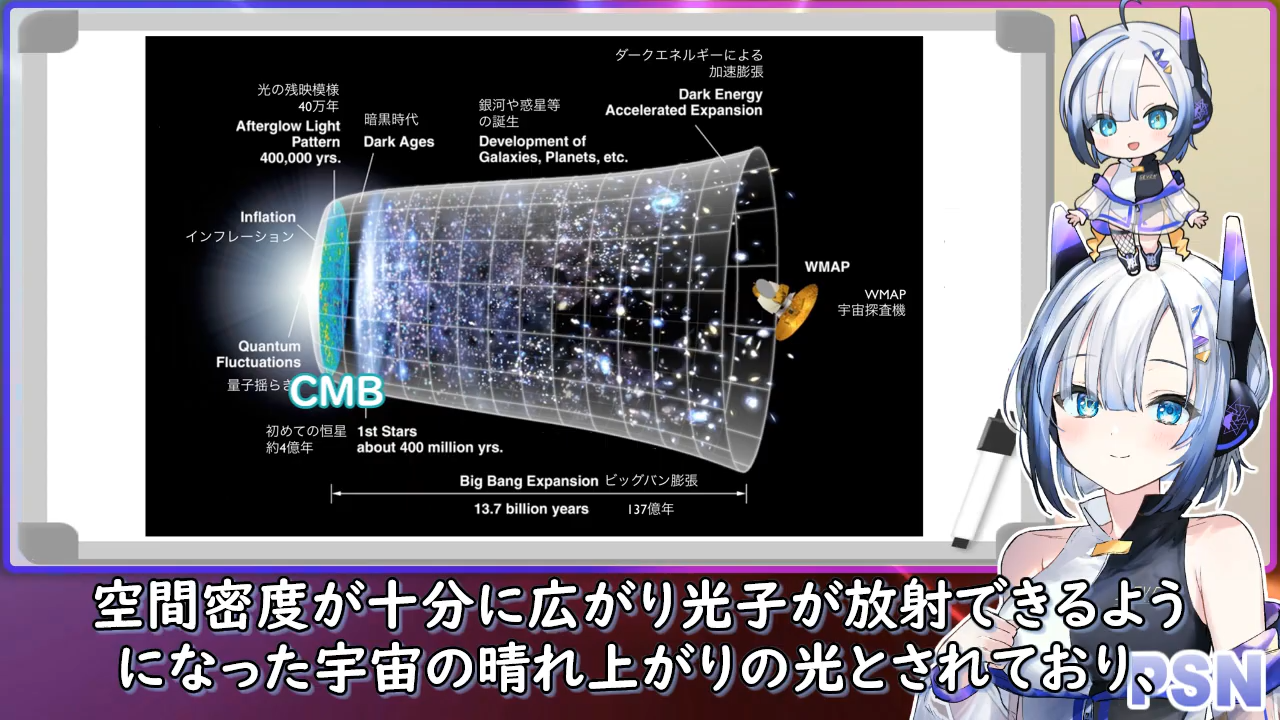 ダークエネルギーによる
加速膨張
Dark Energy
Accelerated Expansion
光の残映模様
40万年
Afterglow Light
Pattern
400,000 yrs.
暗黒時代
Dark Ages
銀河や惑星等
の誕生
Development of
Galaxies, Planets, etc.
Inflation
インフレーション
WMAP
WMAP
宇宙探査機
Quantum
Fluctuations
量子揺らぎ
CMB
初めての恒星
約4億年
1st Stars
about 400 million yrs.
Big Bang Expansion ビッグバン膨張
13.7 billion years 137億年
空間密度が十分に広がり光子が放射できるよう
になった宇宙の晴れ上がりの光とされており、
PSN